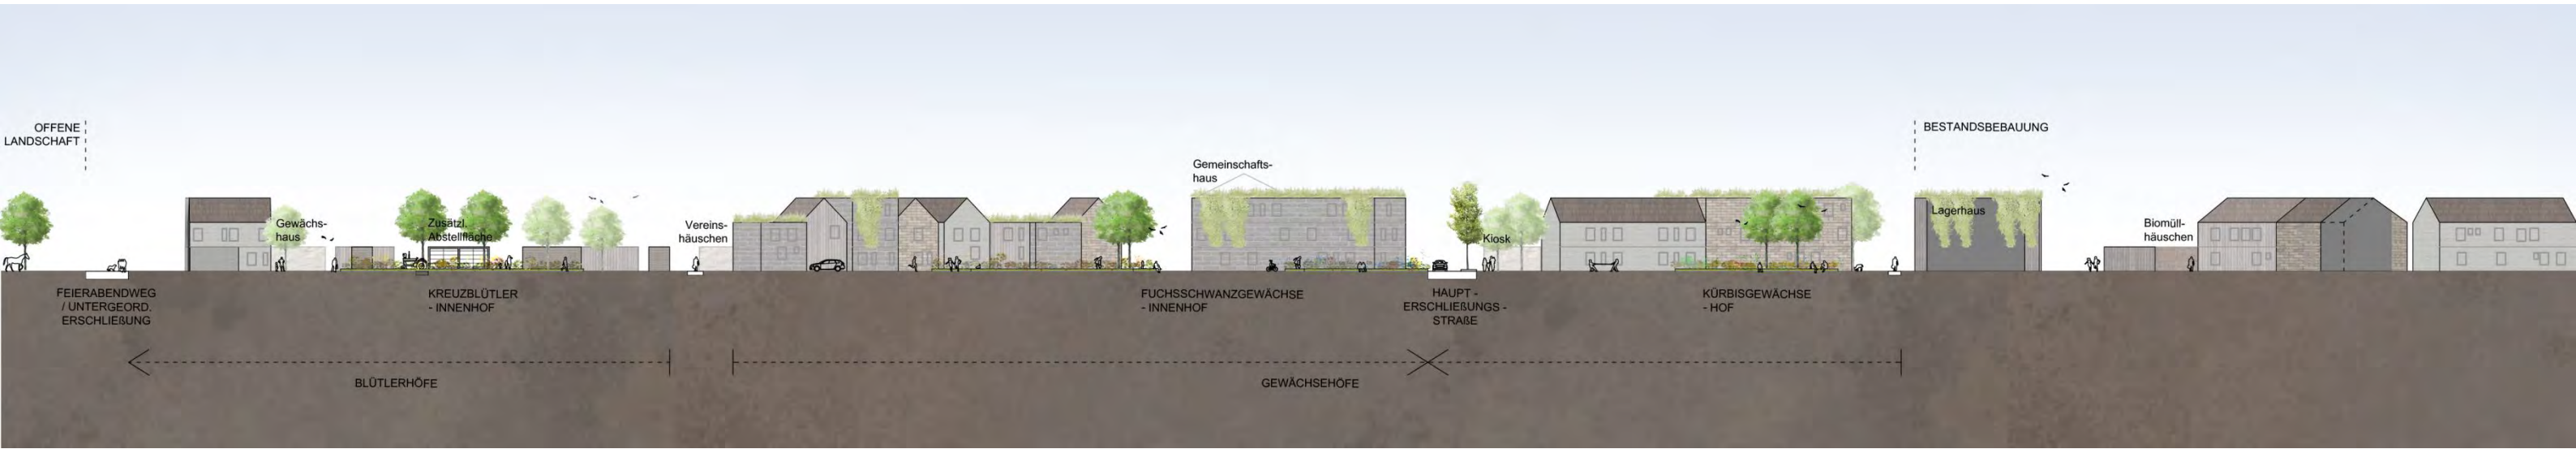 OFFENE
LANDSCHAFT
BESTANDSBEBAUUNG
Gemeinschafts-
haus
Gewächs-
haus
Zusätzl.
Abstellfläche
Vereins-
häuschen
Kiosk
Lagerhaus
Biomüll-
häuschen
FEIERABENDWEG
/ UNTERGEORD.
ERSCHLIEßUNG
KREUZBLÜTLER
- INNENHOF
FUCHSSCHWANZGEWÄCHSE
- INNENHOF
HAUPT -
ERSCHLIEßUNGS -
STRAßE
KÜRBISGEWÄCHSE
- HOF
BLÜTLERHÖFE
GEWÄCHSEHÖFE